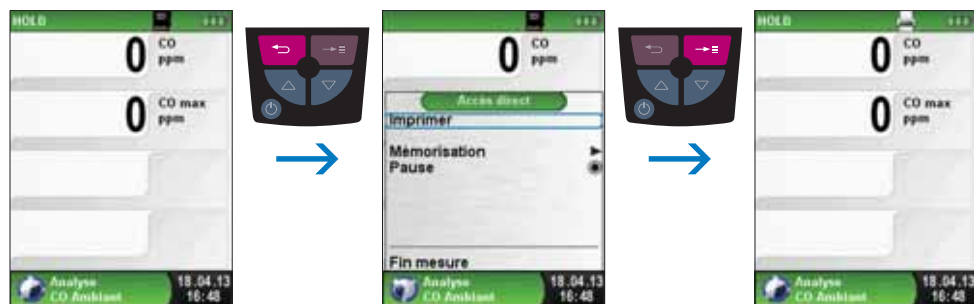 HOLD
0 CO ppm
0 CO max ppm
Analyse
CO Ambiant
18.04.13
16:48
0 CO ppm
Accès direct
Imprimer
Mémorisation
Pause
Fin mesure
Analyse
CO Ambiant
18.04.13
16:48
HOLD
0 CO ppm
0 CO max ppm
Analyse
CO Ambiant
18.04.13
16:48